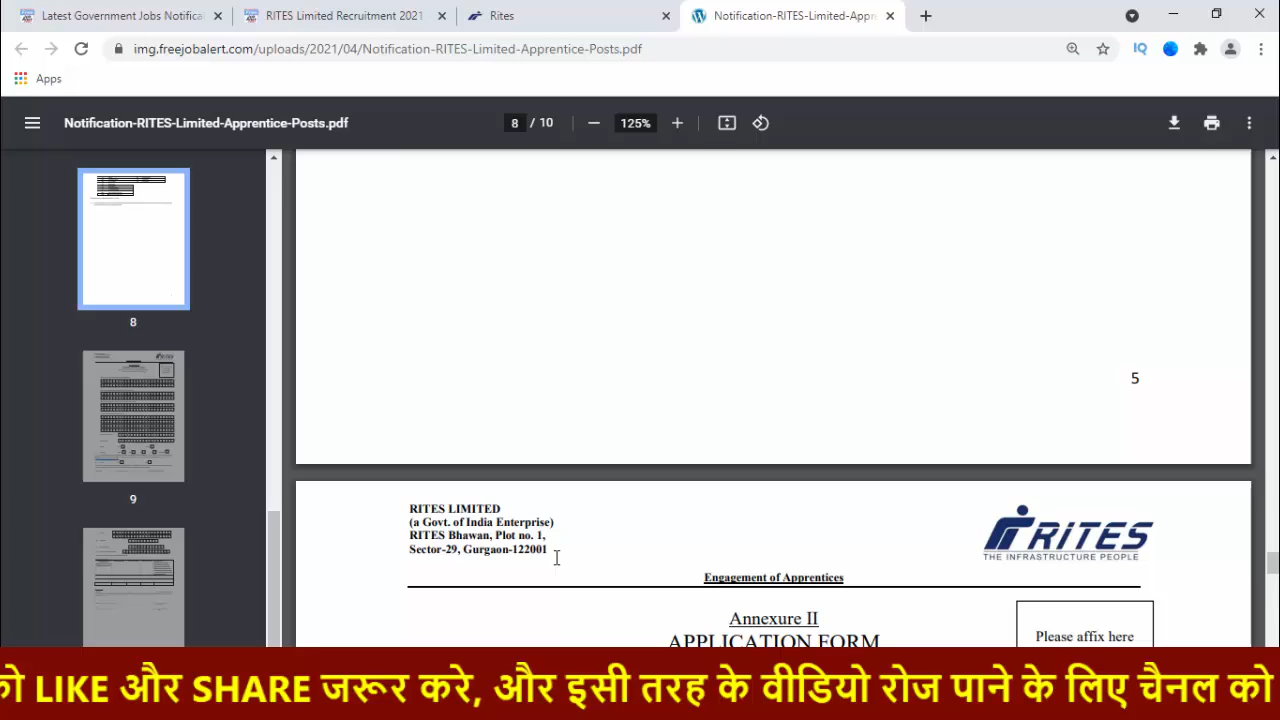 Latest Government Jobs Notifica
RITES Limited Recruitment 2021
Rites
Notification-RITES-Limited-Appr
img.freejobalert.com/uploads/2021/04/Notification-RITES-Limited-Apprentice-Posts.pdf
IQ
Apps
Notification-RITES-Limited-Apprentice-Posts.pdf
8 / 10
125%
8
9
5
RITES LIMITED
(a Govt. of India Enterprise)
RITES Bhawan, Plot no. 1,
Sector-29, Gurgaon-122001
RITES
THE INFRASTRUCTURE PEOPLE
Engagement of Apprentices
Annexure II
APPLICATION FORM
Please affix here
को LIKE और SHARE जरूर करे, और इसी तरह के वीडियो रोज पाने के लिए चैनल को